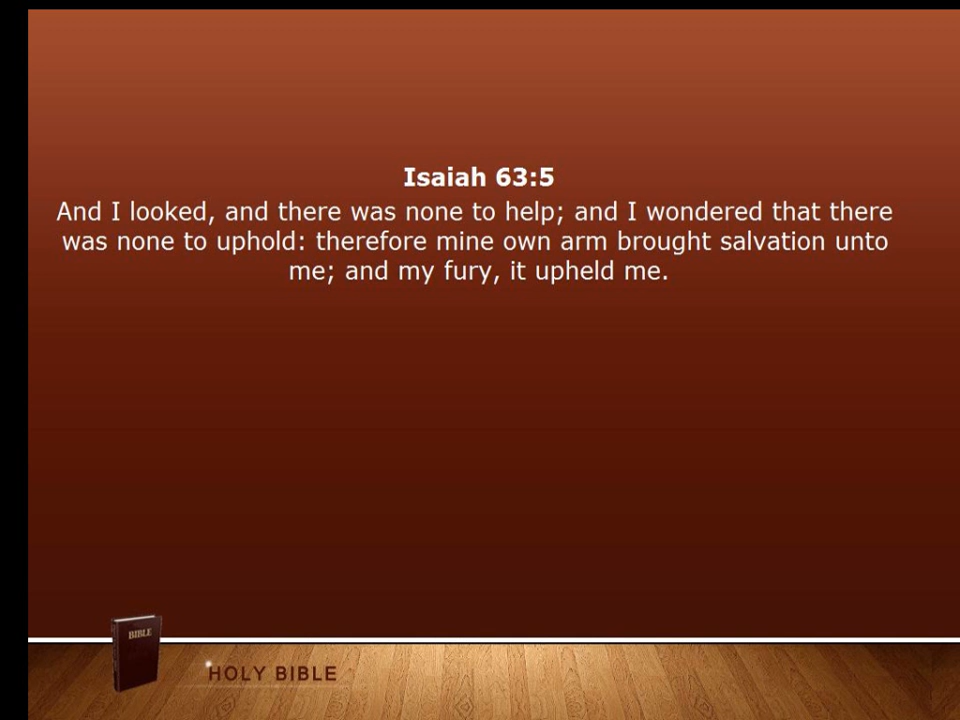 Isaiah 63:5
And I looked, and there was none to help; and I wondered that there
was none to uphold: therefore mine own arm brought salvation unto
me; and my fury, it upheld me.
BIBLE
HOLY BIBLE